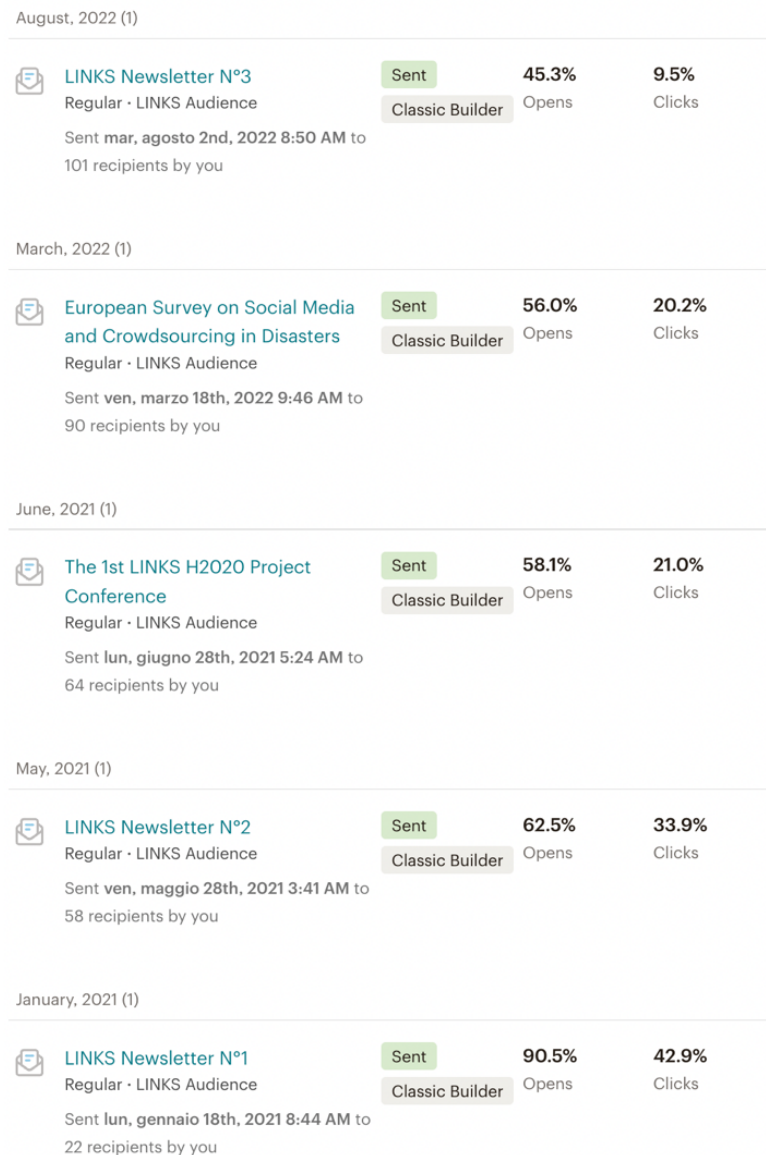 August, 2022 (1)
LINKS Newsletter N°3
Sent
45.3%
9.5%
Regular · LINKS Audience
Classic Builder
Opens
Clicks
Sent mar, agosto 2nd, 2022 8:50 AM to
101 recipients by you
March, 2022 (1)
European Survey on Social Media
Sent
56.0%
20.2%
and Crowdsourcing in Disasters
Classic Builder
Opens
Clicks
Regular · LINKS Audience
Sent ven, marzo 18th, 2022 9:46 AM to
90 recipients by you
June, 2021 (1)
The 1st LINKS H2020 Project
Sent
58.1%
21.0%
Conference
Classic Builder
Opens
Clicks
Regular · LINKS Audience
Sent lun, giugno 28th, 2021 5:24 AM to
64 recipients by you
May, 2021 (1)
LINKS Newsletter N°2
Sent
62.5%
33.9%
Regular · LINKS Audience
Classic Builder
Opens
Clicks
Sent ven, maggio 28th, 2021 3:41 AM to
58 recipients by you
January, 2021 (1)
LINKS Newsletter N°1
Sent
90.5%
42.9%
Regular · LINKS Audience
Classic Builder
Opens
Clicks
Sent lun, gennaio 18th, 2021 8:44 AM to
22 recipients by you